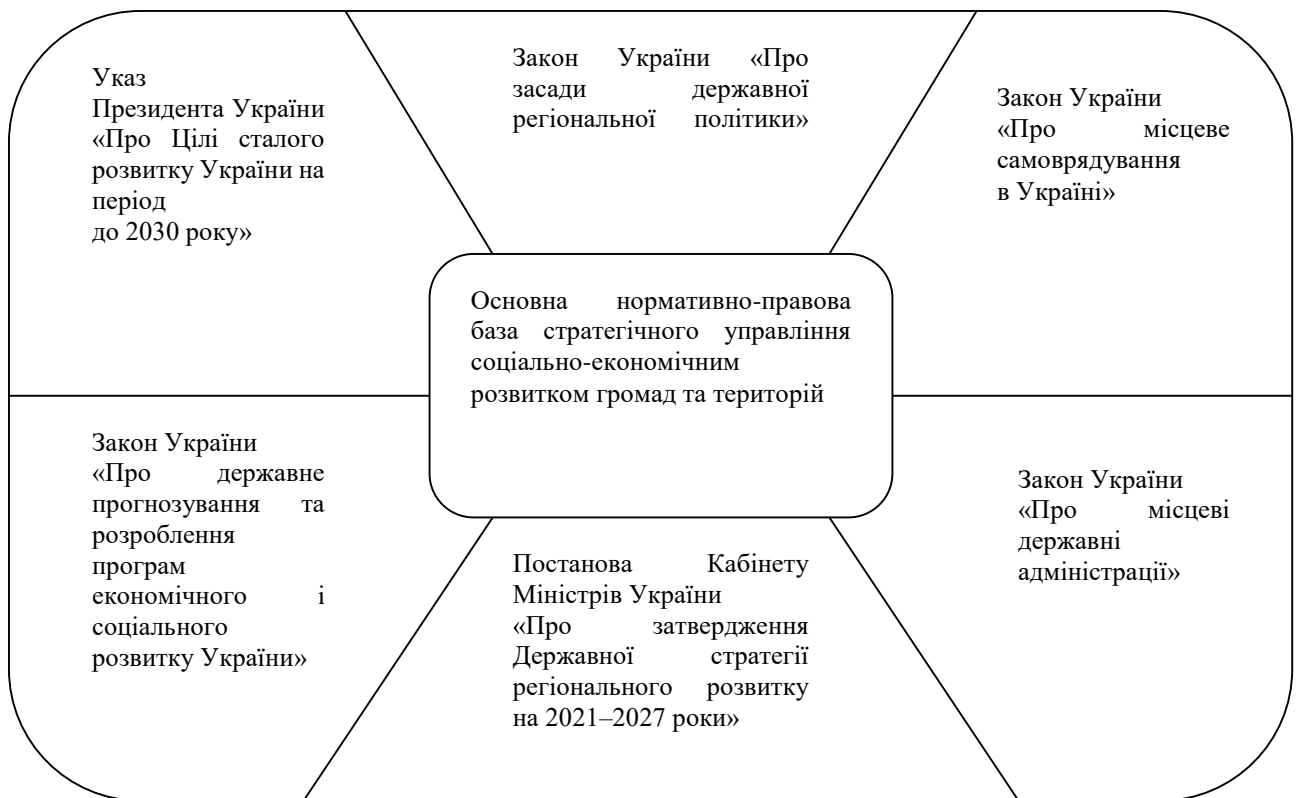 Указ
Президента України
«Про Цілі сталого
розвитку України на
період
до 2030 року»
Закон України «Про
засади державної
регіональної політики»
Закон України
«Про місцеве
самоврядування
в Україні»
Основна нормативно-правова
база стратегічного управління
соціально-економічним
розвитком громад та територій
Закон України
«Про державне
прогнозування та
розроблення
програм
економічного і
соціального
розвитку України»
Постанова Кабінету
Міністрів України
«Про затвердження
Державної стратегії
регіонального розвитку
на 2021–2027 роки»
Закон України
«Про місцеві
державні
адміністрації»